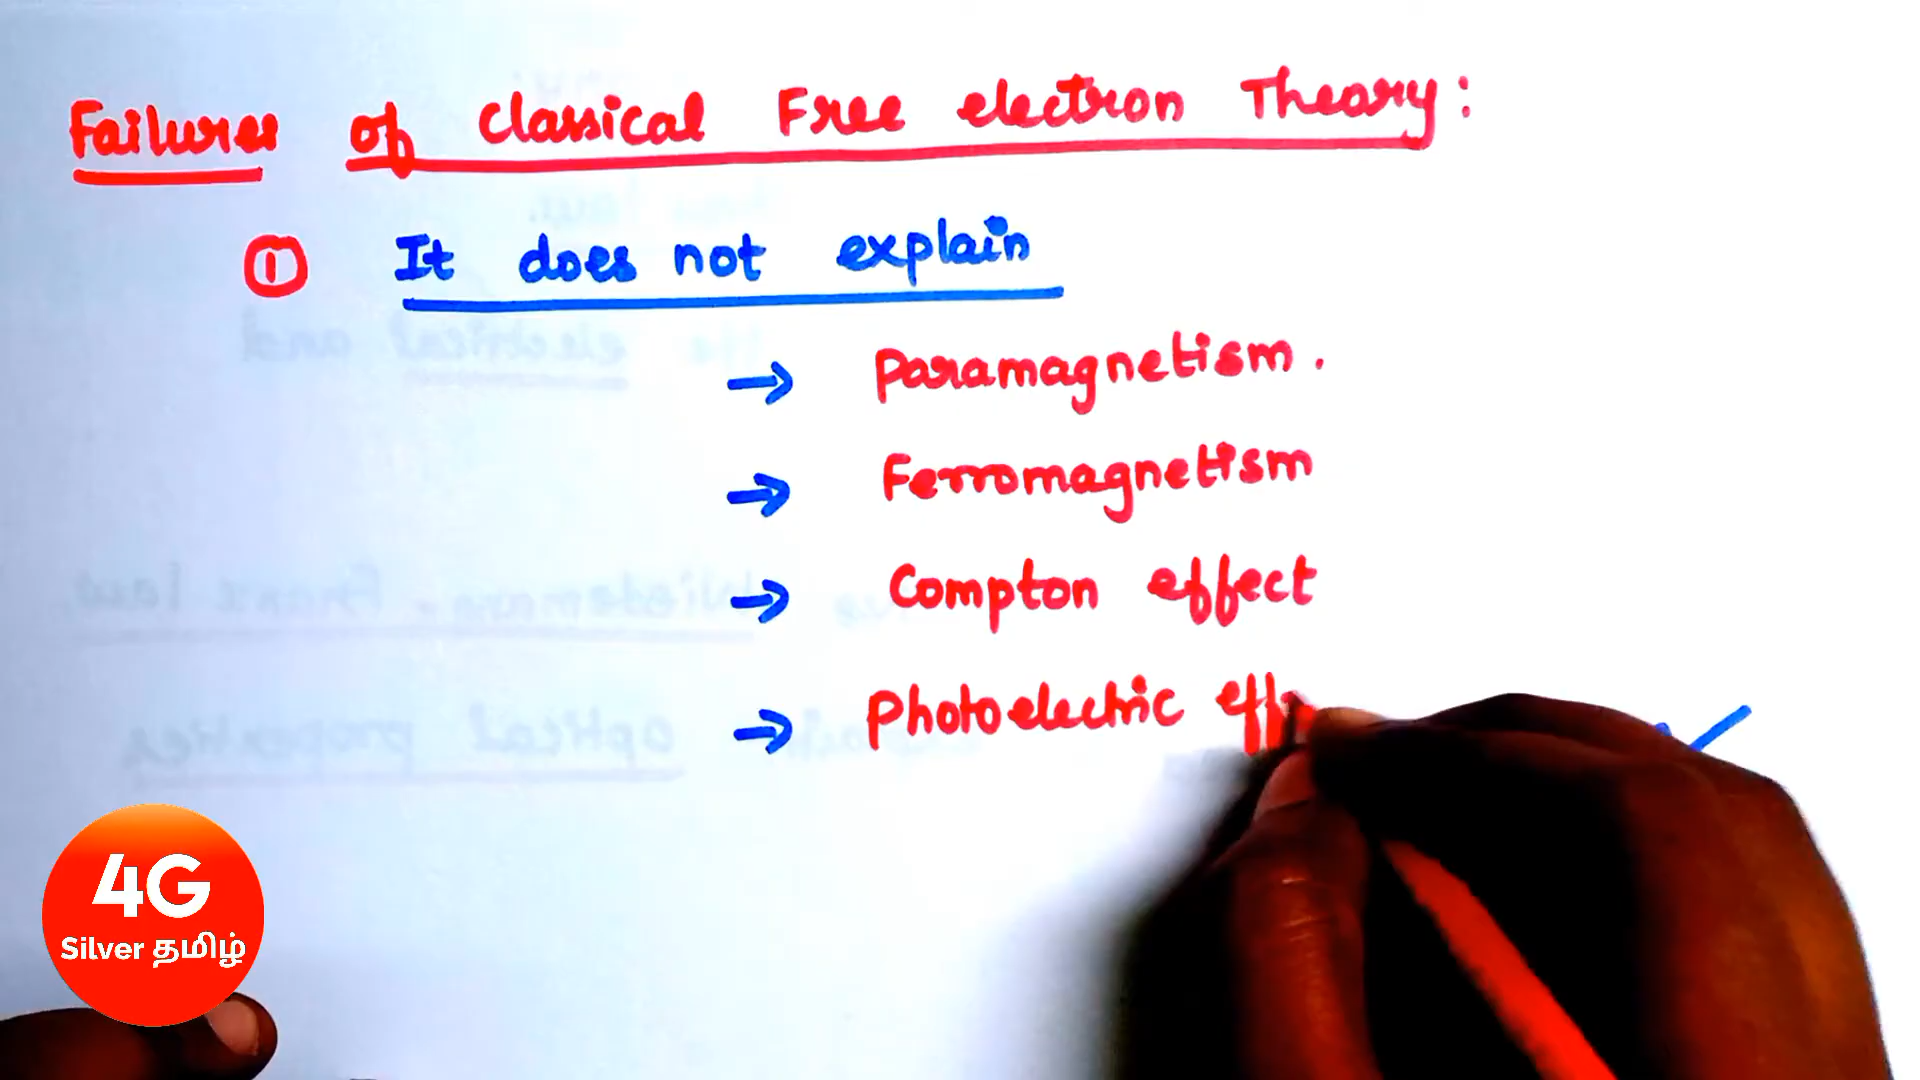 Failures of classical Free electron Theory:
① It does not explain
→ Paramagnetism.
→ Ferromagnetism
→ Compton effect
→ Photoelectric eff
4G
Silver தமிழ்